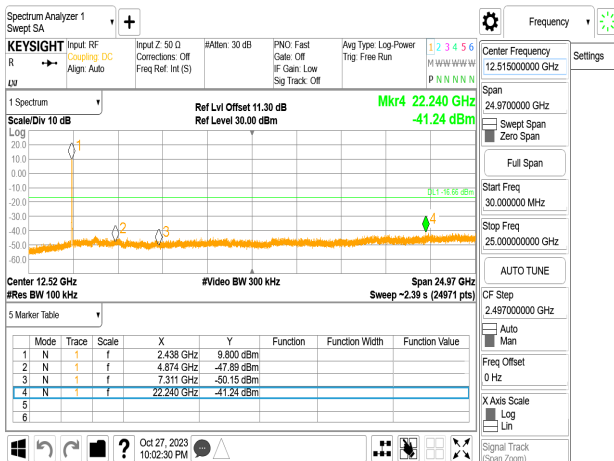 Spectrum Analyzer 1
Swept SA
+
Frequency
KEYSIGHT
R
LXI
Input: RF
Coupling: DC
Align: Auto
Input Z: 50 Ω
Corrections: Off
Freq Ref: Int (S)
#Atten: 30 dB
PNO: Fast
Gate: Off
IF Gain: Low
Sig Track: Off
Avg Type: Log-Power
Trig: Free Run
1 2 3 4 5 6
M W W W W W
P N N N N N
Settings
Center Frequency
12.515000000 GHz
Span
24.9700000 GHz
Swept Span
Zero Span
Full Span
Start Freq
30.000000 MHz
Stop Freq
25.000000000 GHz
AUTO TUNE
CF Step
2.497000000 GHz
Auto
Man
Freq Offset
0 Hz
X Axis Scale
Log
Lin
Signal Track
(Span Zoom)
1 Spectrum
Scale/Div 10 dB
Ref Lvl Offset 11.30 dB
Ref Level 30.00 dBm
Mkr4 22.240 GHz
-41.24 dBm
Log
20.0
10.0
0.00
-10.0
-20.0
-30.0
-40.0
-50.0
-60.0
1
2
3
4
DL1 -16.66 dBm
Center 12.52 GHz
#Video BW 300 kHz
Span 24.97 GHz
#Res BW 100 kHz
Sweep ~2.39 s (24971 pts)
5 Marker Table
Mode Trace Scale X Y Function Function Width Function Value
1 N 1 f 2.438 GHz 9.800 dBm
2 N 1 f 4.874 GHz -47.89 dBm
3 N 1 f 7.311 GHz -50.15 dBm
4 N 1 f 22.240 GHz -41.24 dBm
5
6
?
Oct 27, 2023
10:02:30 PM